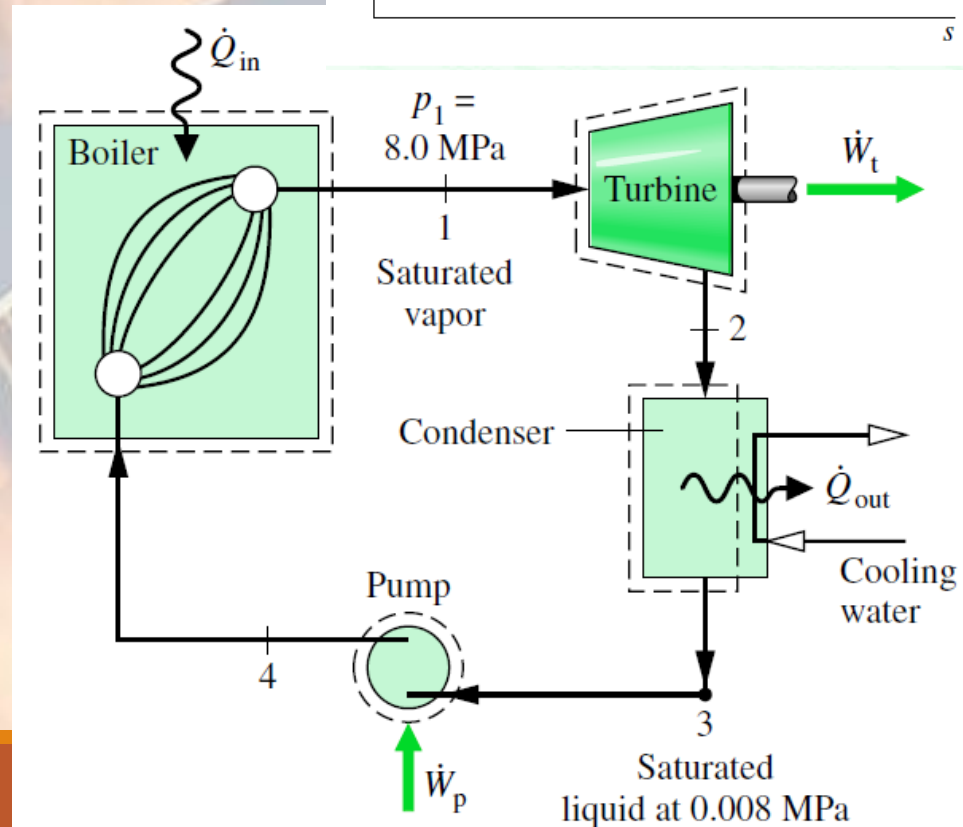 s
Q̇in
p1 =
8.0 MPa
Boiler
Turbine
Ẇt
1
Saturated
vapor
2
Condenser
Q̇out
Cooling
water
Pump
4
3
Ẇp
Saturated
liquid at 0.008 MPa